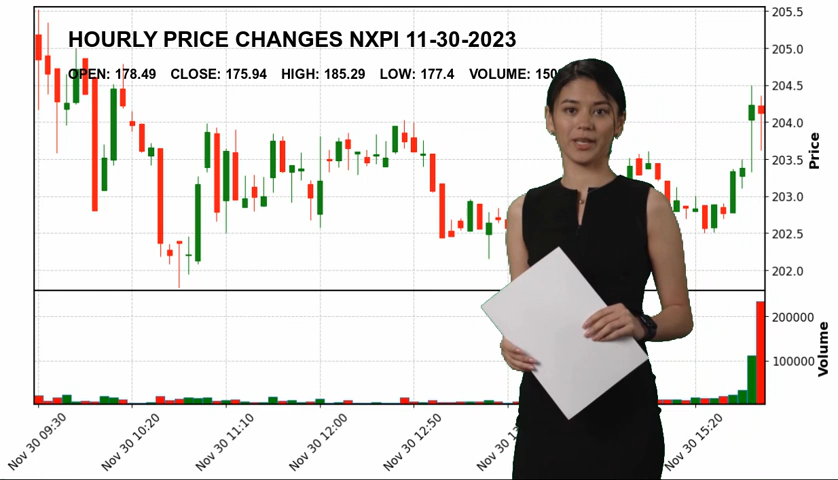 HOURLY PRICE CHANGES NXPI 11-30-2023
OPEN: 178.49 CLOSE: 175.94 HIGH: 185.29 LOW: 177.4 VOLUME: 150
205.5
205.0
204.5
204.0
203.5
203.0
202.5
202.0
Price
200000
100000
Volume
Nov 30 09:30
Nov 30 10:20
Nov 30 11:10
Nov 30 12:00
Nov 30 12:50
Nov 30 15:20